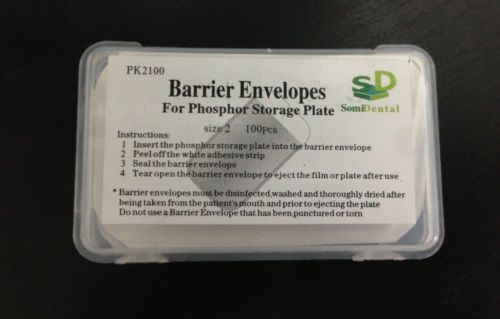 PK2100
Barrier Envelopes
For Phosphor Storage Plate
SD
SomiDental
size 2 100pcs
Instructions:
1 Insert the phosphor storage plate into the barrier envelope
2 Peel off the white adhesive strip
3 Seal the barrier envelope
4 Tear open the barrier envelope to eject the film or plate after use
* Barrier envelopes must be disinfected, washed and thoroughly dried after
being taken from the patient's mouth and prior to ejecting the plate
Do not use a Barrier Envelope that has been punctured or torn